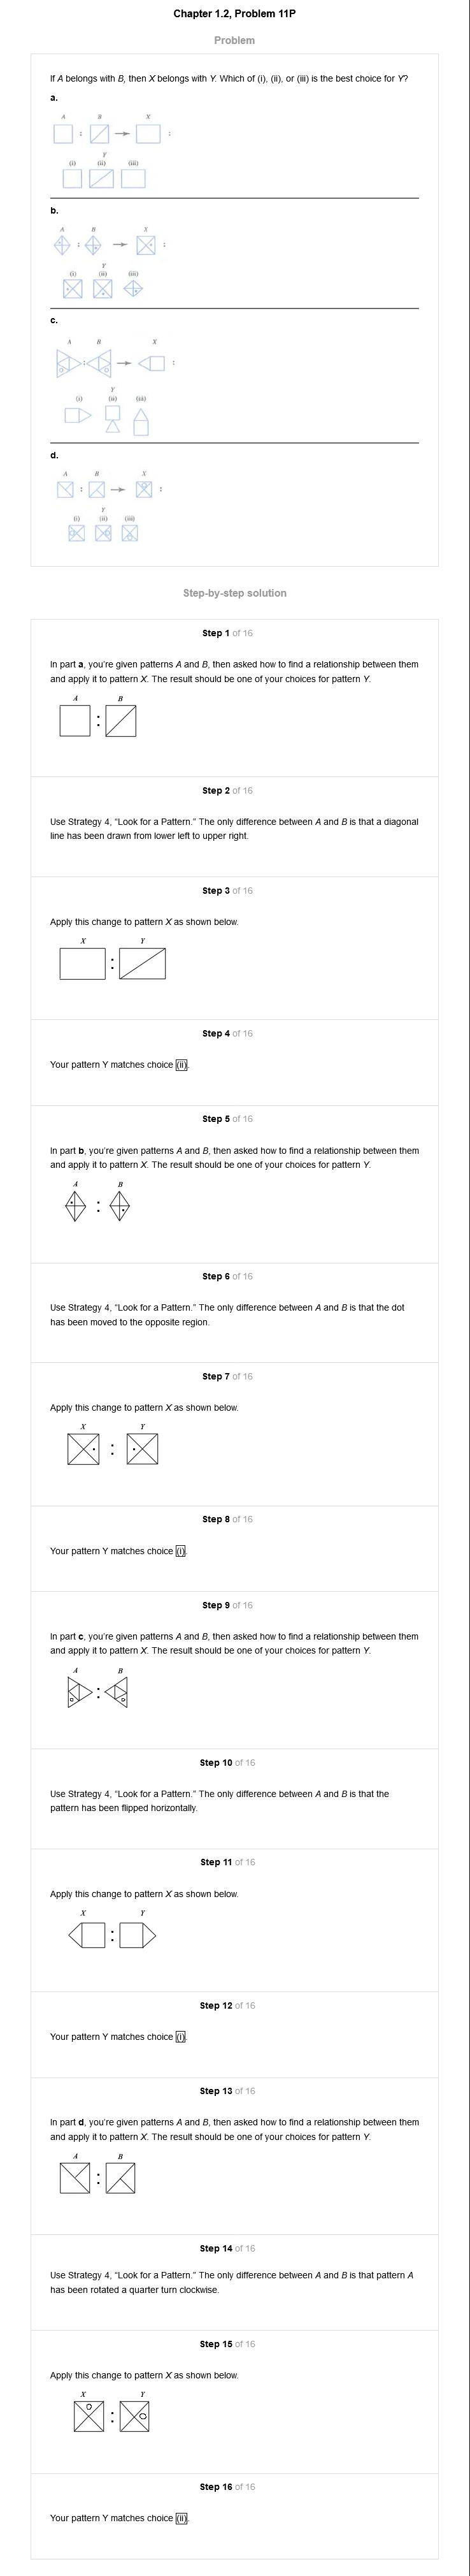 Chapter 1.2, Problem 11P
Problem
If A belongs with B, then X belongs with Y. Which of (i), (ii), or (iii) is the best choice for Y?
a.
A B X
: :
Y
(i) (ii) (iii)
b.
A B X
: :
Y
(i) (ii) (iii)
c.
A B X
: :
Y
(i) (ii) (iii)
d.
A B X
: :
Y
(i) (ii) (iii)
Step-by-step solution
Step 1 of 16
In part a, you're given patterns A and B, then asked how to find a relationship between them
and apply it to pattern X. The result should be one of your choices for pattern Y.
A B
:
Step 2 of 16
Use Strategy 4, “Look for a Pattern.” The only difference between A and B is that a diagonal
line has been drawn from lower left to upper right.
Step 3 of 16
Apply this change to pattern X as shown below.
X Y
:
Step 4 of 16
Your pattern Y matches choice (ii).
Step 5 of 16
In part b, you're given patterns A and B, then asked how to find a relationship between them
and apply it to pattern X. The result should be one of your choices for pattern Y.
A B
:
Step 6 of 16
Use Strategy 4, “Look for a Pattern.” The only difference between A and B is that the dot
has been moved to the opposite region.
Step 7 of 16
Apply this change to pattern X as shown below.
X Y
:
Step 8 of 16
Your pattern Y matches choice (i).
Step 9 of 16
In part c, you're given patterns A and B, then asked how to find a relationship between them
and apply it to pattern X. The result should be one of your choices for pattern Y.
A B
:
Step 10 of 16
Use Strategy 4, “Look for a Pattern.” The only difference between A and B is that the
pattern has been flipped horizontally.
Step 11 of 16
Apply this change to pattern X as shown below.
X Y
:
Step 12 of 16
Your pattern Y matches choice (i).
Step 13 of 16
In part d, you're given patterns A and B, then asked how to find a relationship between them
and apply it to pattern X. The result should be one of your choices for pattern Y.
A B
:
Step 14 of 16
Use Strategy 4, “Look for a Pattern.” The only difference between A and B is that pattern A
has been rotated a quarter turn clockwise.
Step 15 of 16
Apply this change to pattern X as shown below.
X Y
:
Step 16 of 16
Your pattern Y matches choice (ii).